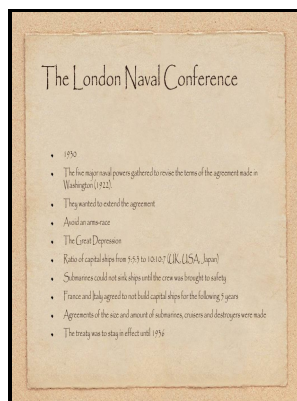 The London Naval Conference
1930
The five major naval powers gathered to revise the terms of the agreement made in
Washington (1922).
They wanted to extend the agreement
Avoid an arms-race
The Great Depression
Ratio of capital ships from 5:5:3 to 10:10:7 (UK, USA, Japan)
Submarines could not sink ships until the crew was brought to safety
France and Italy agreed to not build capital ships for the following 5 years
Agreements of the size and amount of submarines, cruisers and destroyers were made
The treaty was to stay in effect until 1936